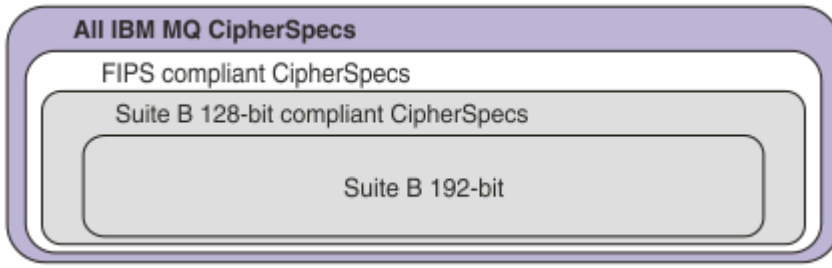 All IBM MQ CipherSpecs
FIPS compliant CipherSpecs
Suite B 128-bit compliant CipherSpecs
Suite B 192-bit